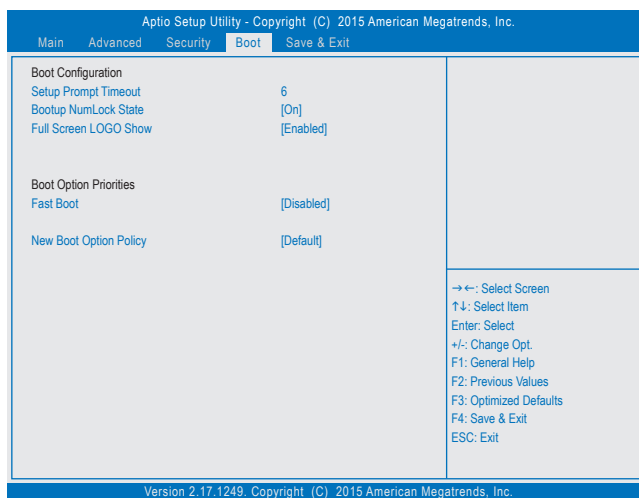 Aptio Setup Utility - Copyright (C) 2015 American Megatrends, Inc.
Main Advanced Security Boot Save & Exit
Boot Configuration
Setup Prompt Timeout 6
Bootup NumLock State [On]
Full Screen LOGO Show [Enabled]
Boot Option Priorities
Fast Boot [Disabled]
New Boot Option Policy [Default]
→←: Select Screen
↑↓: Select Item
Enter: Select
+/-: Change Opt.
F1: General Help
F2: Previous Values
F3: Optimized Defaults
F4: Save & Exit
ESC: Exit
Version 2.17.1249. Copyright (C) 2015 American Megatrends, Inc.